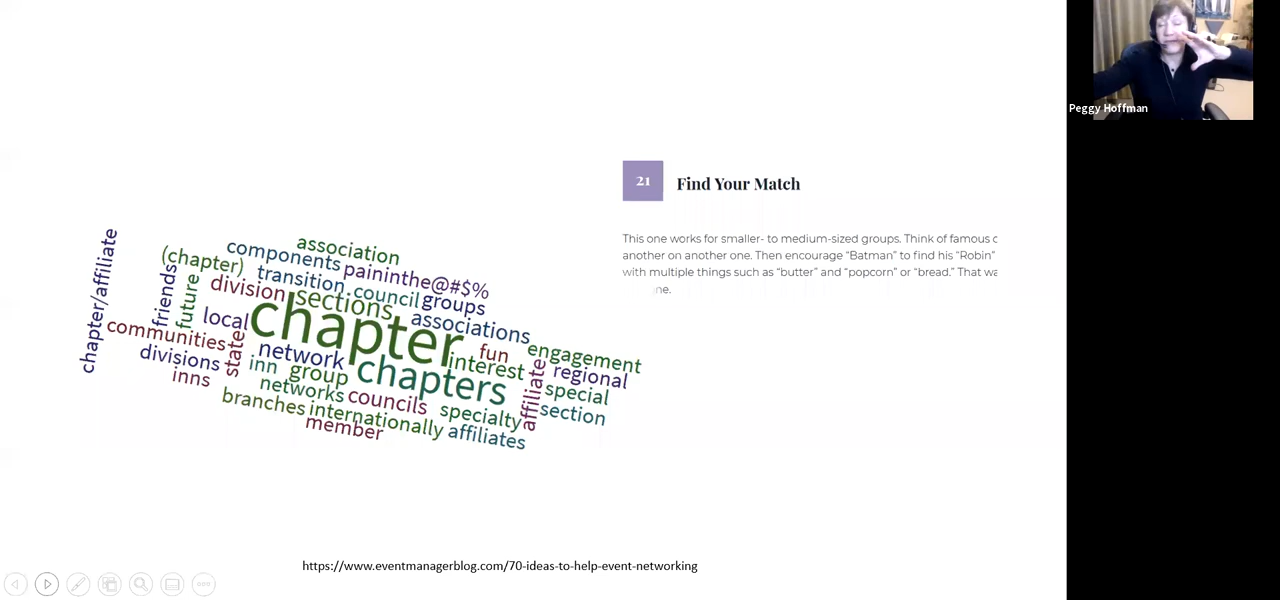 Peggy Hoffman
21
Find Your Match
This one works for smaller- to medium-sized groups. Think of famous c
another on another one. Then encourage “Batman” to find his “Robin”
with multiple things such as “butter” and “popcorn” or “bread.” That wa
ne.
association
components
(chapter)
paininthe@#$%
transition
chapter/affiliate
friends
future
division
sections
council
groups
local
chapter
associations
communities
state
network
fun
engagement
divisions
inn
group
interest
regional
inns
networks
chapters
affiliate
special
branches
councils
specialty
section
internationally
member
affiliates
https://www.eventmanagerblog.com/70-ideas-to-help-event-networking